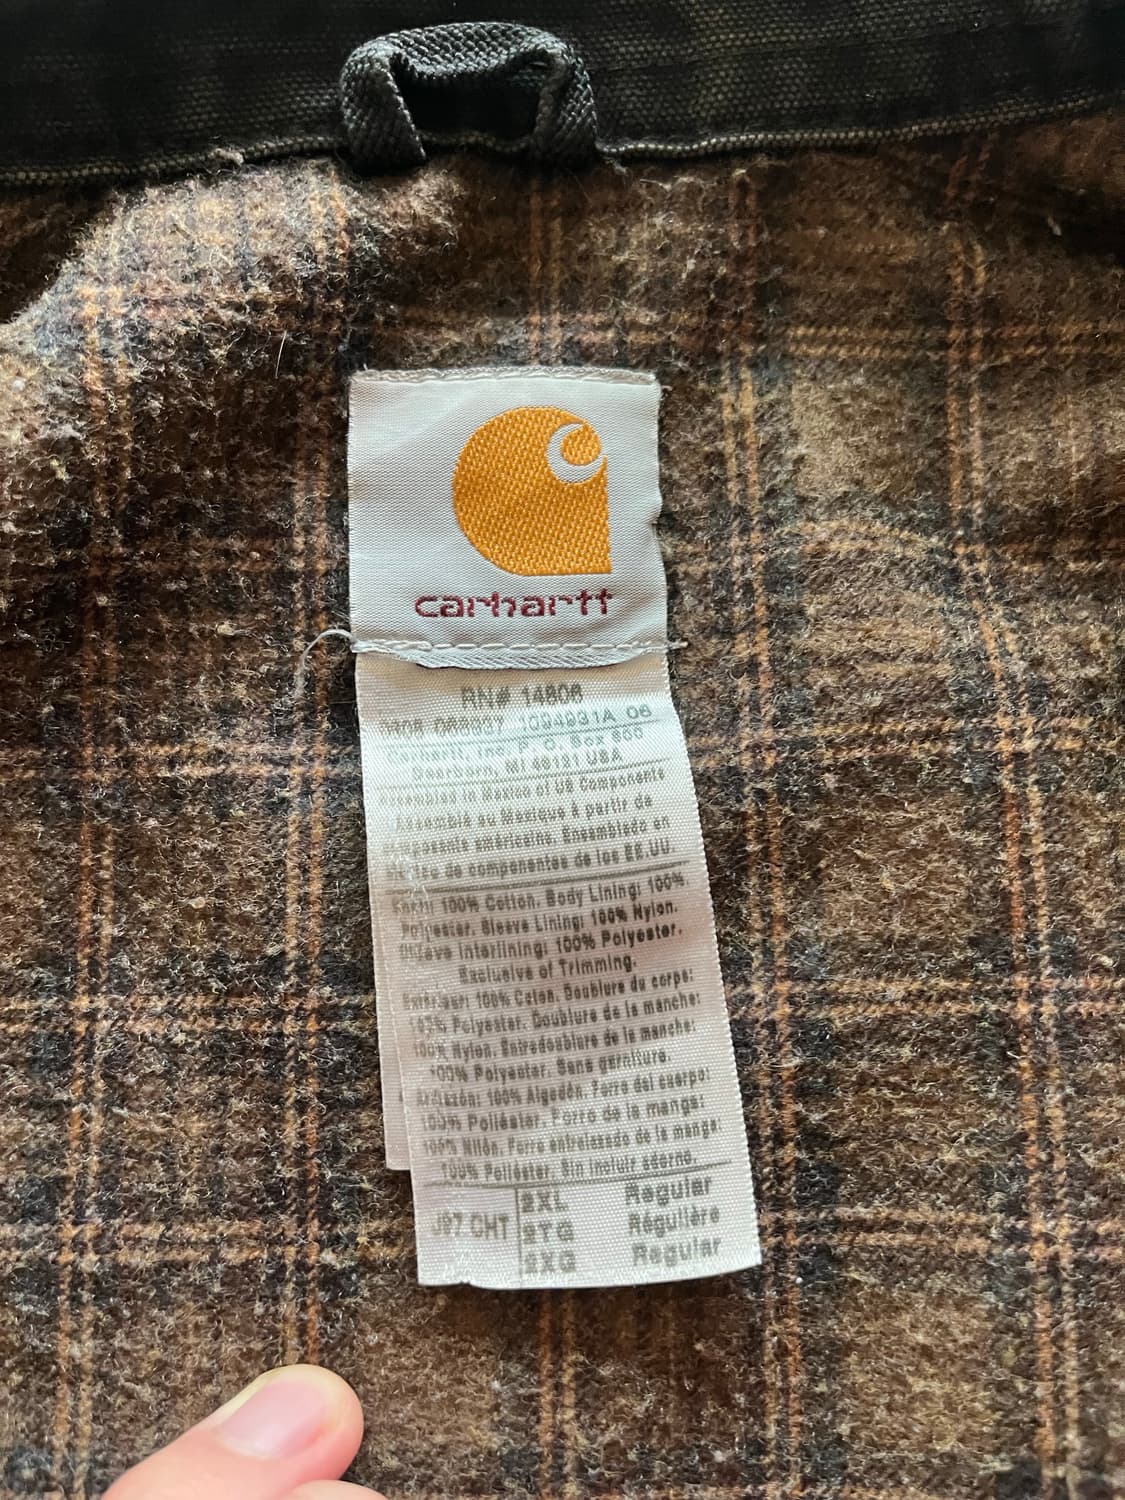 carhartt
RN# 14806
1094931A 06
Carhartt, Inc. P. O. Box 600
Dearborn, MI 48121 USA
Assembled in Mexico of US Components
Assemblé au Mexique à partir de
américains. Ensamblado en
de componentes de los EE.UU.
100% Cotton. Body Lining: 100%.
Polyester. Sleeve Lining: 100% Nylon.
Interlining: 100% Polyester.
Exclusive of Trimming.
Extérieur: 100% Coton. Doublure du corps:
100% Polyester. Doublure de la manche:
100% Nylon. Entredoublure de la manche:
100% Polyester. Sans garniture.
Armazón: 100% Algodón. Forro del cuerpo:
100% Poliéster. Forro de la manga:
100% Nilón. Forro entrelazado de la manga:
100% Poliéster. Sin incluir adorno.
J97 CHT 2XL Regular
2TG Régulière
2XG Regular